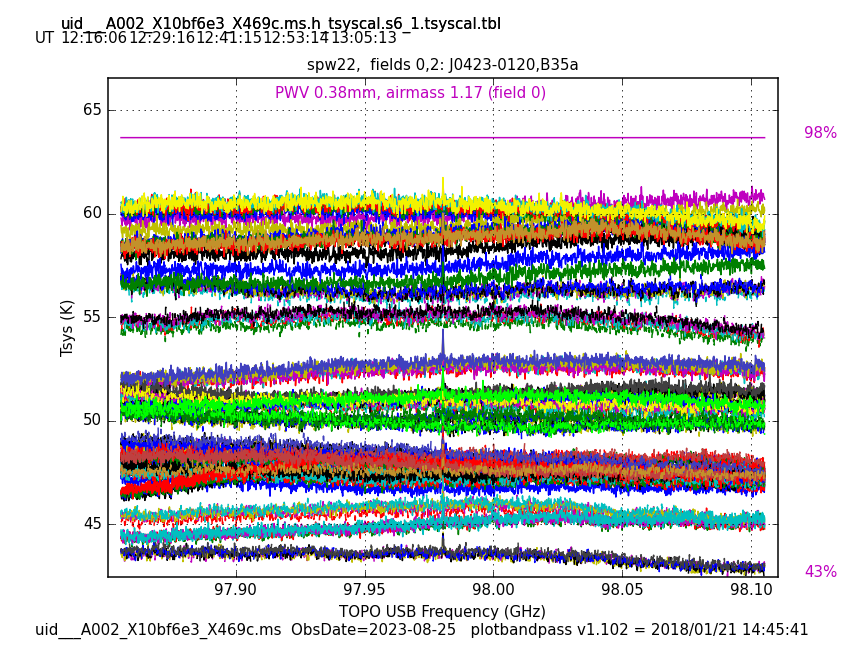 uid___A002_X10bf6e3_X469c.ms.h_tsyscal.s6_1.tsyscal.tbl
UT 12:16:06 12:29:16 12:41:15 12:53:14 13:05:13
spw22,  fields 0,2: J0423-0120,B35a
PWV 0.38mm, airmass 1.17 (field 0)
65
98%
60
55
Tsys (K)
50
45
43%
97.90 97.95 98.00 98.05 98.10
TOPO USB Frequency (GHz)
uid___A002_X10bf6e3_X469c.ms  ObsDate=2023-08-25   plotbandpass v1.102 = 2018/01/21 14:45:41